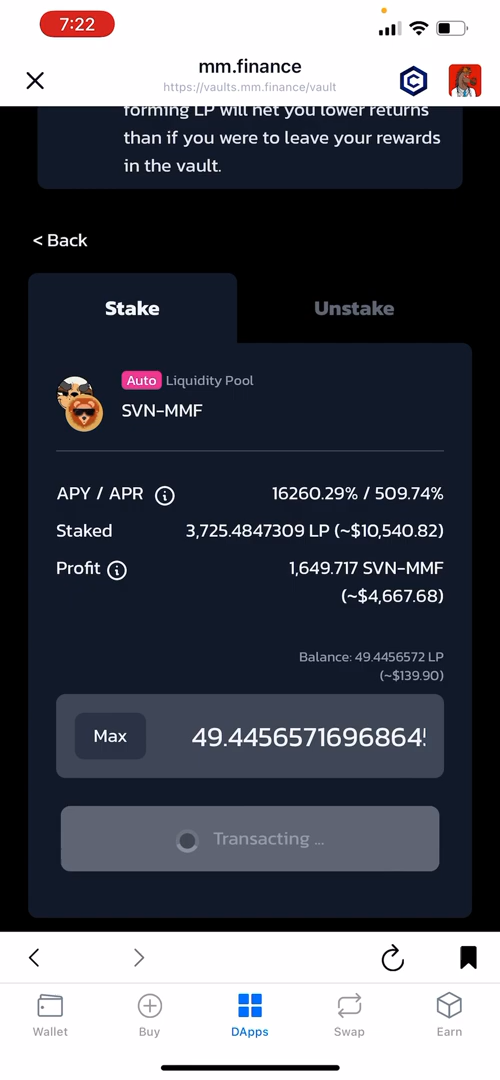 7:22
mm.finance
https://vaults.mm.finance/vault
forming LP will net you lower returns
than if you were to leave your rewards
in the vault.
< Back
Stake
Unstake
Auto Liquidity Pool
SVN-MMF
APY / APR
16260.29% / 509.74%
Staked
3,725.4847309 LP (~$10,540.82)
Profit
1,649.717 SVN-MMF
(~$4,667.68)
Balance: 49.4456572 LP
(~$139.90)
Max
49.4456571696864
Transacting ...
Wallet
Buy
DApps
Swap
Earn